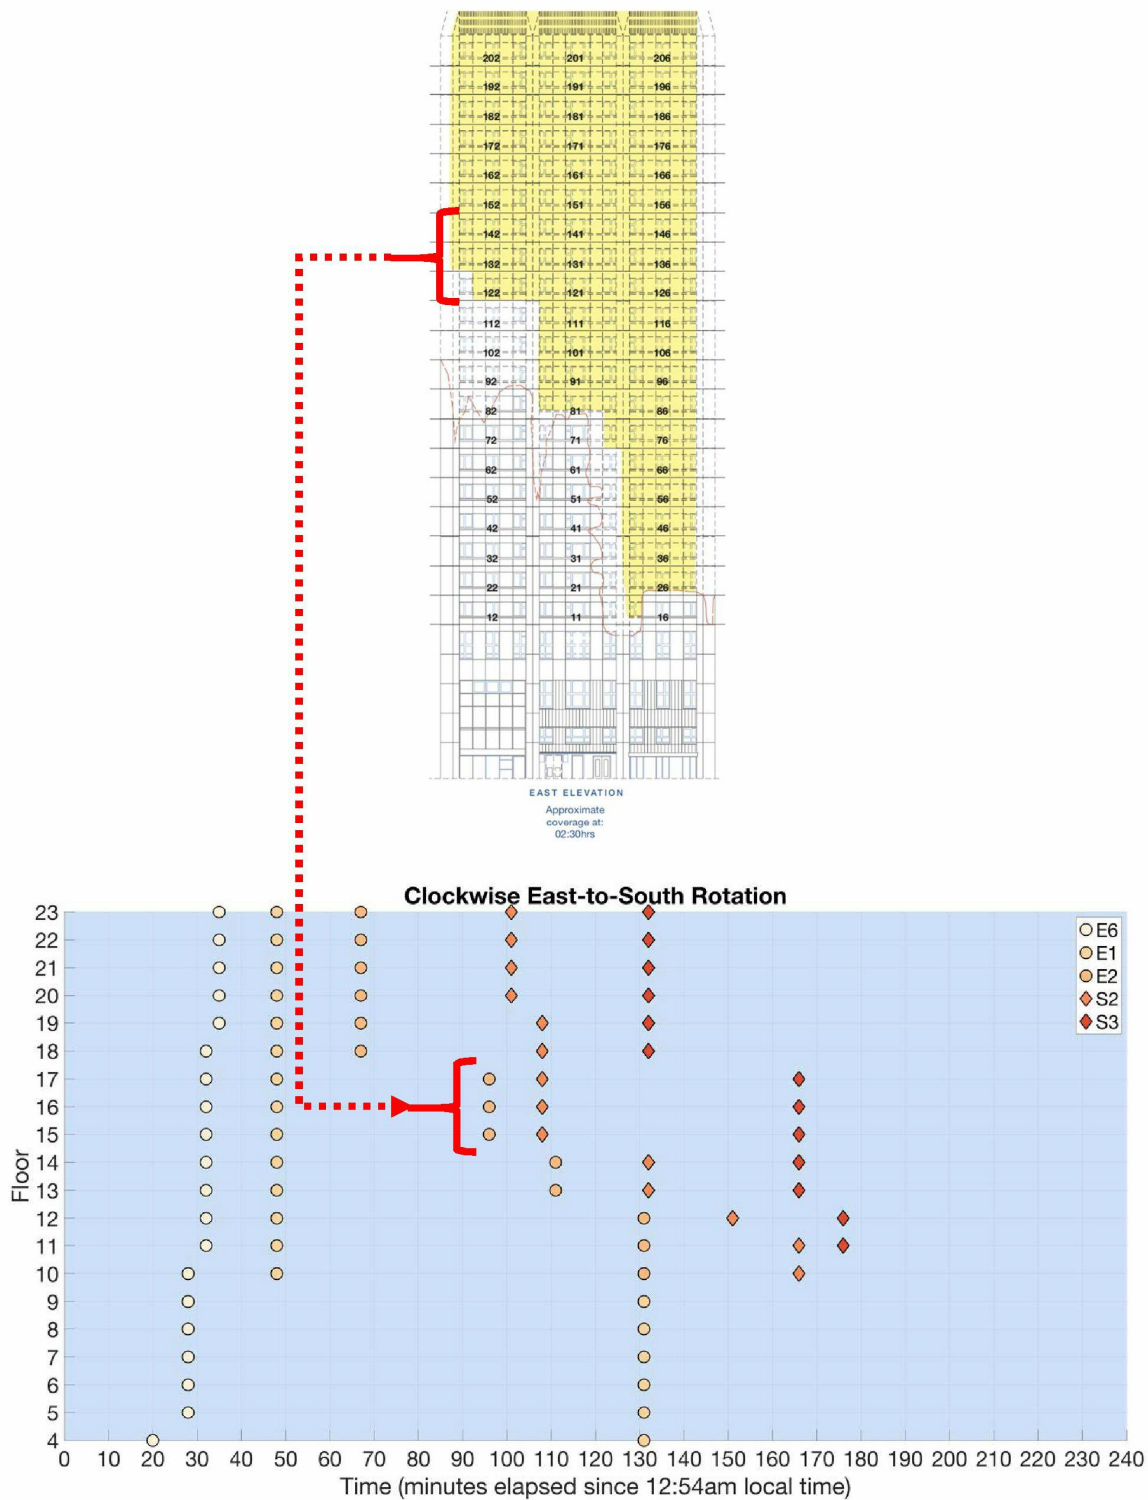 202 201 206
192 191 196
182 181 186
172 171 176
162 161 166
152 151 156
142 141 146
132 131 136
122 121 126
112 111 116
102 101 106
92 91 96
82 81 86
72 71 76
62 61 66
52 51 56
42 41 46
32 31 36
22 21 26
12 11 16
EAST ELEVATION
Approximate
coverage at:
02:30hrs
Clockwise East-to-South Rotation
23
22
21
20
19
18
17
16
15
14
13
12
11
10
9
8
7
6
5
4
Floor
E6
E1
E2
S2
S3
0 10 20 30 40 50 60 70 80 90 100 110 120 130 140 150 160 170 180 190 200 210 220 230 240
Time (minutes elapsed since 12:54am local time)